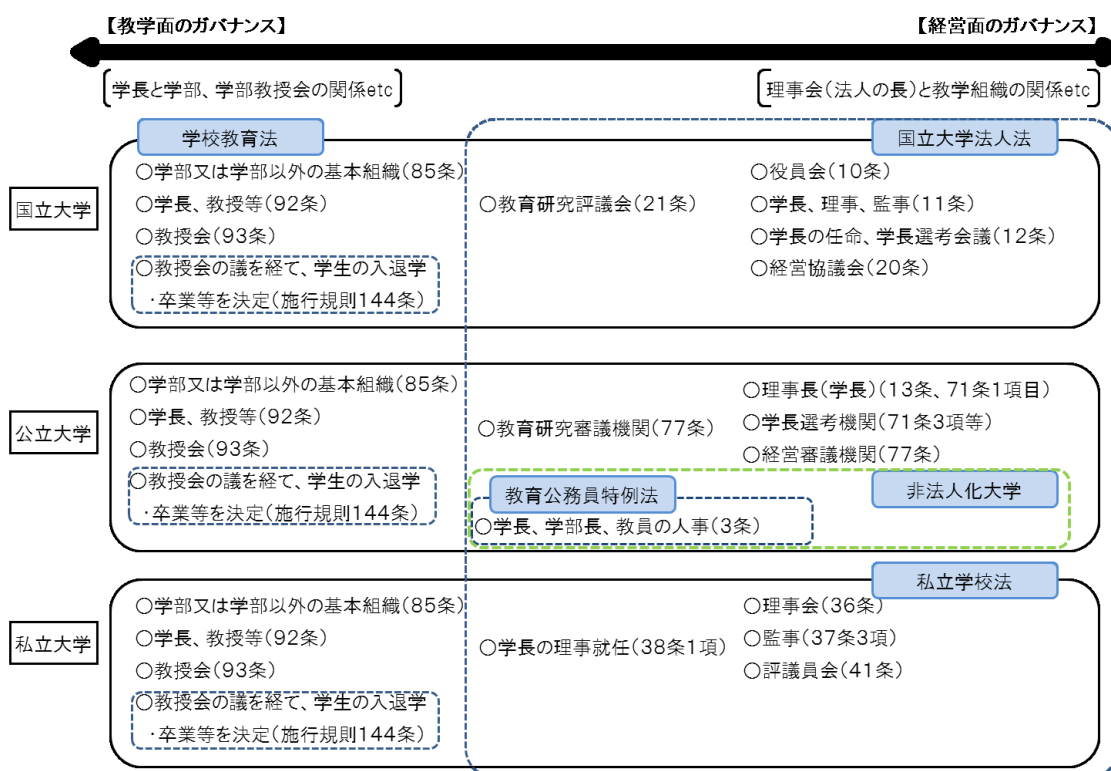 【教学面のガバナンス】
【経営面のガバナンス】
学長と学部、学部教授会の関係etc
理事会(法人の長)と教学組織の関係etc
国立大学
学校教育法
○学部又は学部以外の基本組織(85条)
○学長、教授等(92条)
○教授会(93条)
○教授会の議を経て、学生の入退学
・卒業等を決定(施行規則144条)
○教育研究評議会(21条)
国立大学法人法
○役員会(10条)
○学長、理事、監事(11条)
○学長の任命、学長選考会議(12条)
○経営協議会(20条)
公立大学
○学部又は学部以外の基本組織(85条)
○学長、教授等(92条)
○教授会(93条)
○教授会の議を経て、学生の入退学
・卒業等を決定(施行規則144条)
○教育研究審議機関(77条)
○理事長(学長)(13条、71条1項目)
○学長選考機関(71条3項等)
○経営審議機関(77条)
教育公務員特例法
非法人化大学
○学長、学部長、教員の人事(3条)
私立大学
○学部又は学部以外の基本組織(85条)
○学長、教授等(92条)
○教授会(93条)
○教授会の議を経て、学生の入退学
・卒業等を決定(施行規則144条)
○学長の理事就任(38条1項)
私立学校法
○理事会(36条)
○監事(37条3項)
○評議員会(41条)